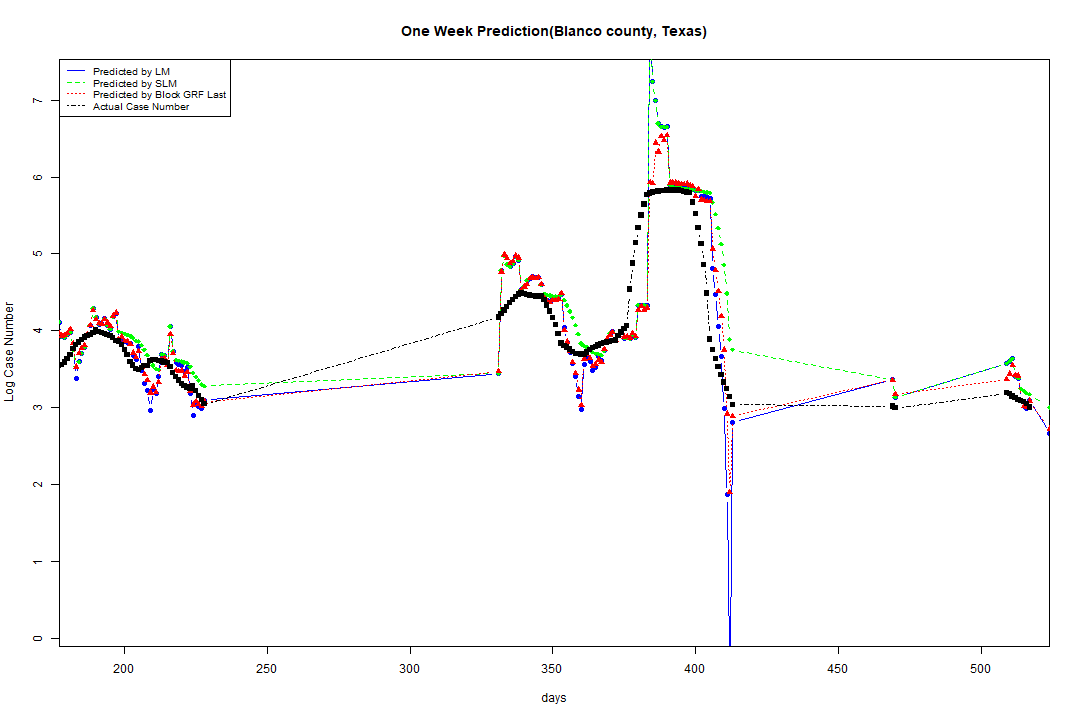 One Week Prediction(Blanco county, Texas)
Predicted by LM
Predicted by SLM
Predicted by Block GRF Last
Actual Case Number
Log Case Number
7
6
5
4
3
2
1
0
200 250 300 350 400 450 500
days